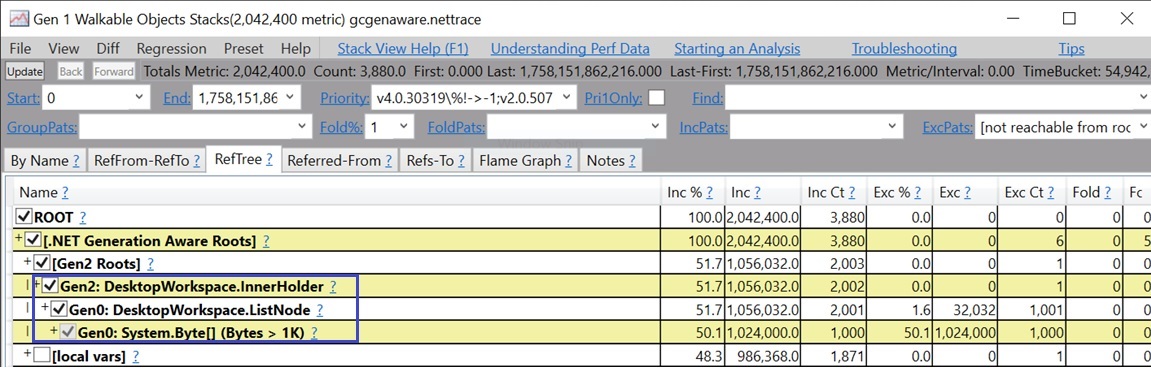 Gen 1 Walkable Objects Stacks(2,042,400 metric) gcgenaware.nettrace
File View Diff Regression Preset Help Stack View Help (F1) Understanding Perf Data Starting an Analysis Troubleshooting Tips
Update Back Forward Totals Metric: 2,042,400.0 Count: 3,880.0 First: 0.000 Last: 1,758,151,862,216.000 Last-First: 1,758,151,862,216.000 Metric/Interval: 0.00 TimeBucket: 54,942,
Start: 0 End: 1,758,151,86 Priority: v4.0.30319\%!->-1;v2.0.507 Pri1Only: Find:
GroupPats: Fold%: 1 FoldPats: IncPats: ExcPats: [not reachable from roc
By Name ? RefFrom-RefTo ? RefTree ? Referred-From ? Refs-To ? Flame Graph ? Notes ?
Name ? Inc % ? Inc ? Inc Ct ? Exc % ? Exc ? Exc Ct ? Fold ? Fc
ROOT ? 100.0 2,042,400.0 3,880 0.0 0 0 0 0
+ [.NET Generation Aware Roots] ? 100.0 2,042,400.0 3,880 0.0 0 6 0 5
+ [Gen2 Roots] ? 51.7 1,056,032.0 2,003 0.0 0 1 0 0
| + Gen2: DesktopWorkspace.InnerHolder ? 51.7 1,056,032.0 2,002 0.0 0 1 0 0
| + Gen0: DesktopWorkspace.ListNode ? 51.7 1,056,032.0 2,001 1.6 32,032 1,001 0 0
| + Gen0: System.Byte[] (Bytes > 1K) ? 50.1 1,024,000.0 1,000 50.1 1,024,000 1,000 0 0
+ [local vars] ? 48.3 986,368.0 1,871 0.0 0 1 0 0